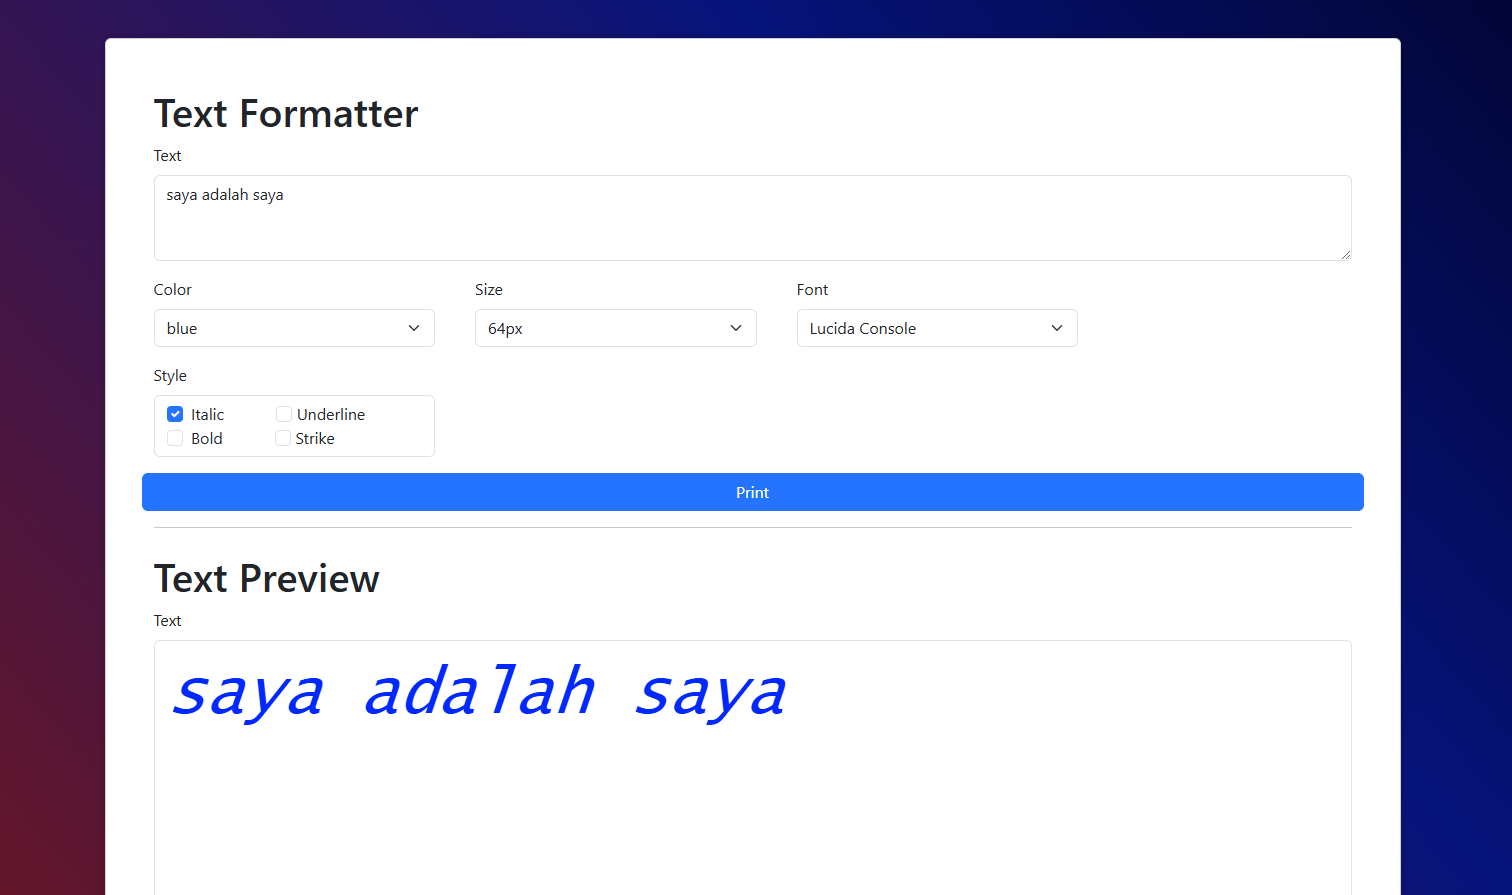 Text Formatter
Text
saya adalah saya
Color Size Font
blue 64px Lucida Console
Style
Italic Underline
Bold Strike
Print
Text Preview
Text
saya adalah saya